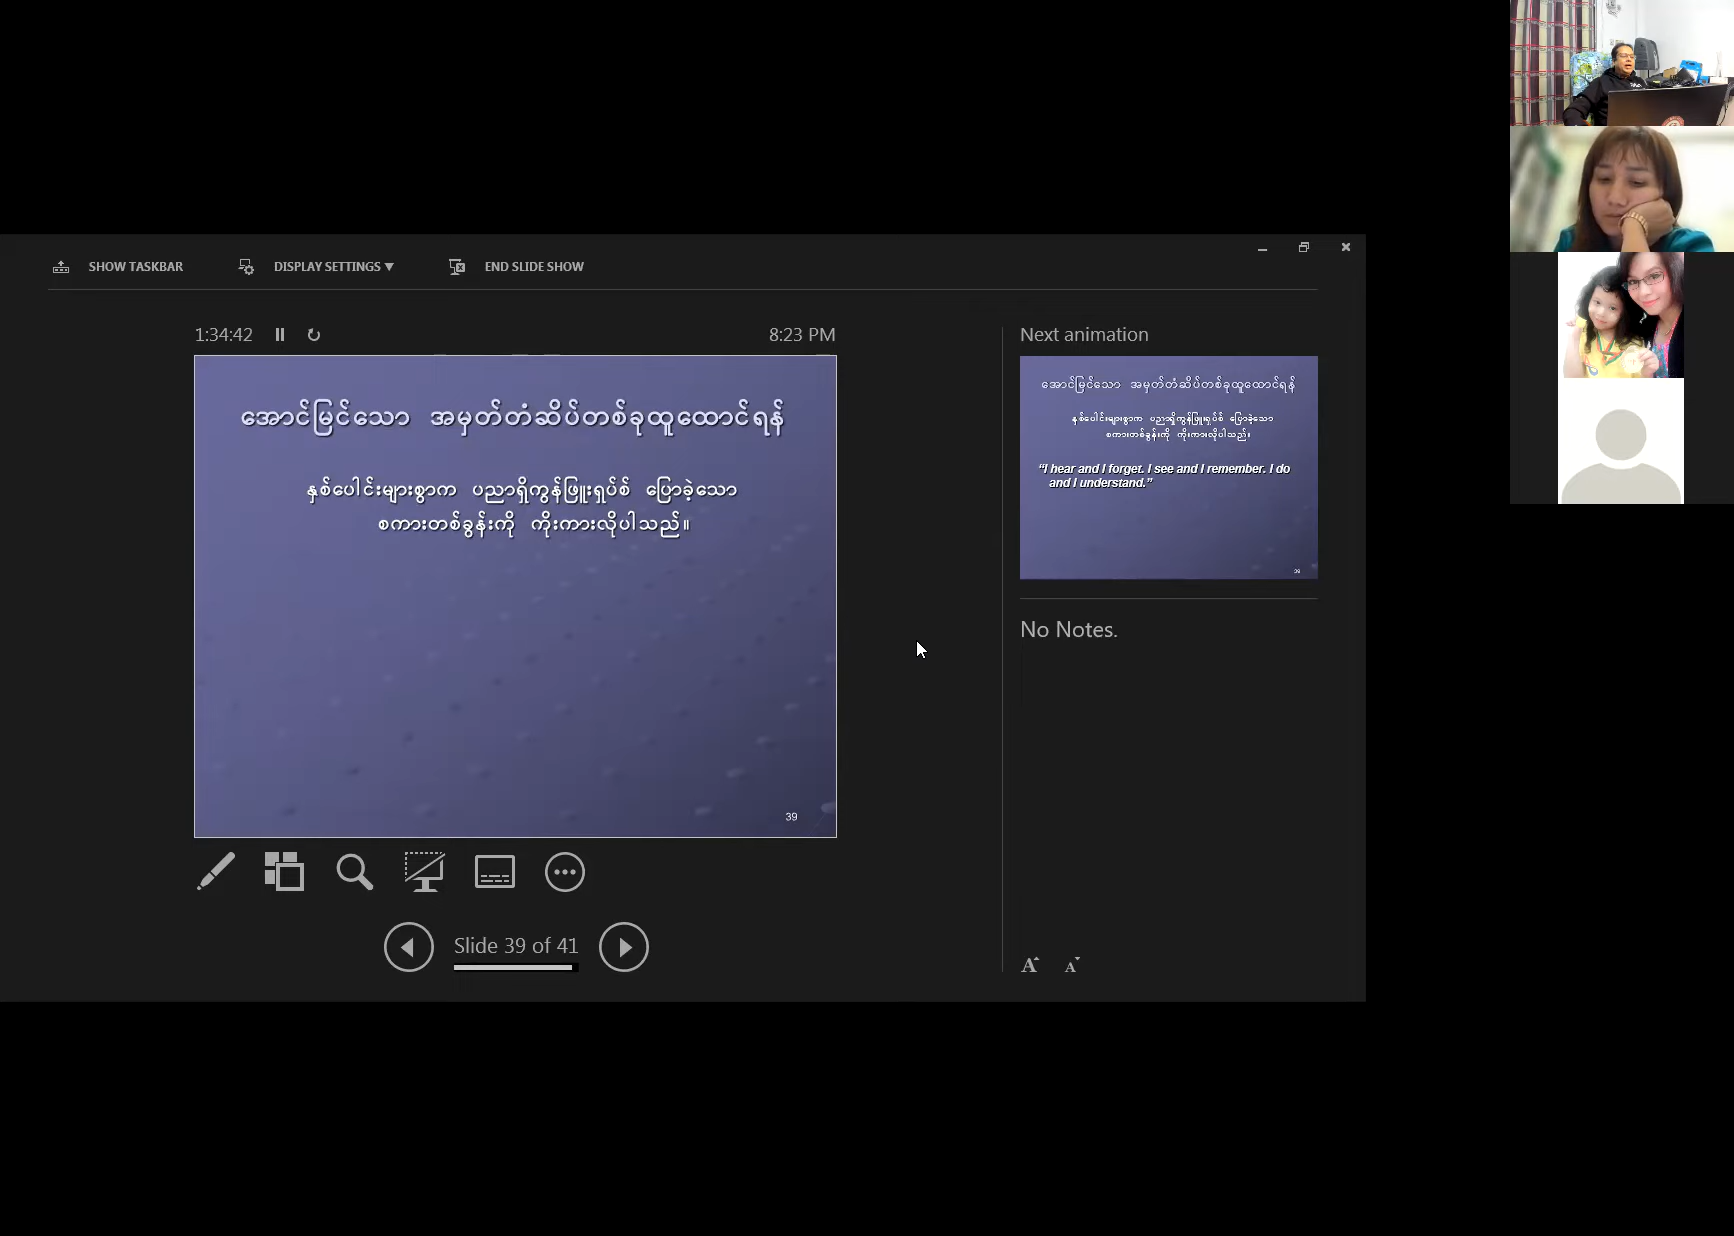 SHOW TASKBAR
DISPLAY SETTINGS ▼
END SLIDE SHOW
1:34:42
8:23 PM
အောင်မြင်သော အမှတ်တံဆိပ်တစ်ခုထူထောင်ရန်
နှစ်ပေါင်းများစွာက ပညာရှိကွန်ဖြူးရှပ်စ် ပြောခဲ့သော
စကားတစ်ခွန်းကို ကိုးကားလိုပါသည်။
39
Slide 39 of 41
Next animation
အောင်မြင်သော အမှတ်တံဆိပ်တစ်ခုထူထောင်ရန်
နှစ်ပေါင်းများစွာက ပညာရှိကွန်ဖြူးရှပ်စ် ပြောခဲ့သော
စကားတစ်ခွန်းကို ကိုးကားလိုပါသည်။
“I hear and I forget. I see and I remember. I do
and I understand.”
39
No Notes.
A A